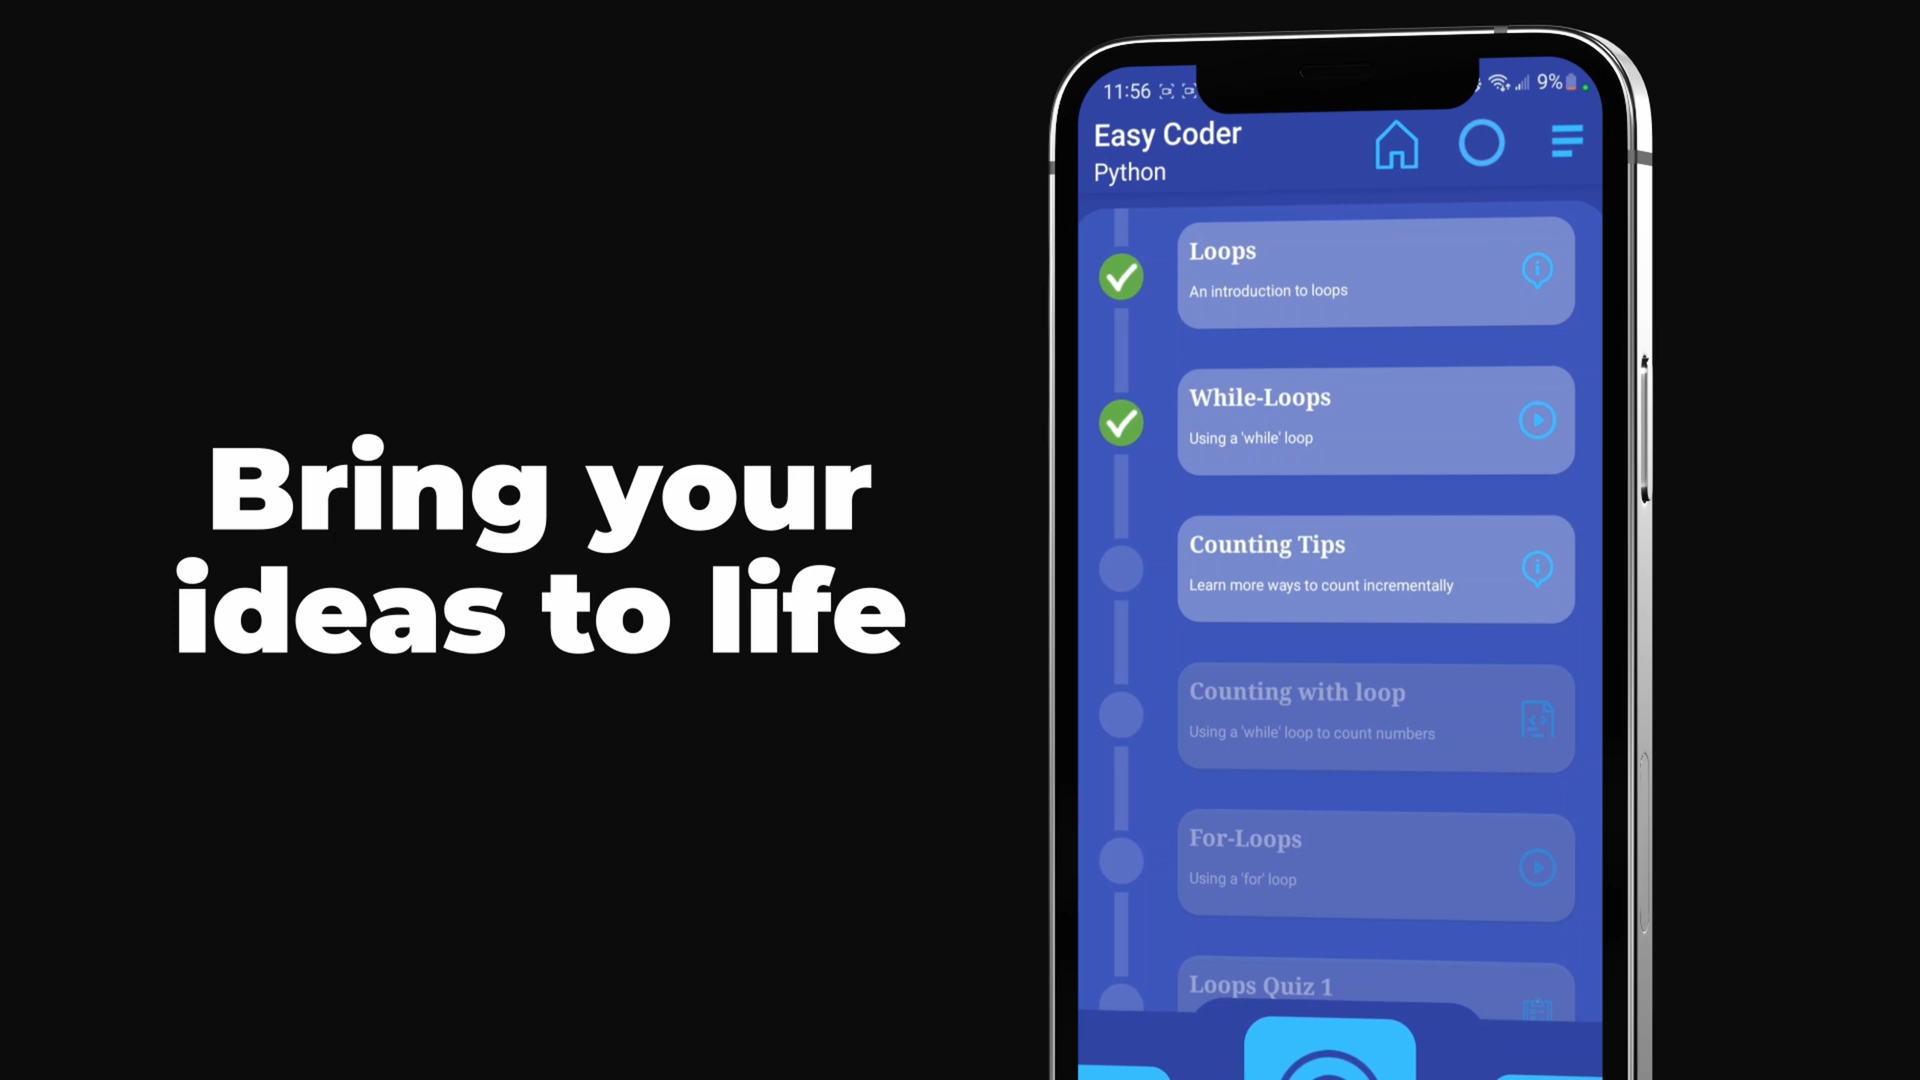 Bring your
ideas to life
11:56
9%
Easy Coder
Python
Loops
An introduction to loops
While-Loops
Using a 'while' loop
Counting Tips
Learn more ways to count incrementally
Counting with loop
Using a 'while' loop to count numbers
For-Loops
Using a 'for' loop
Loops Quiz 1